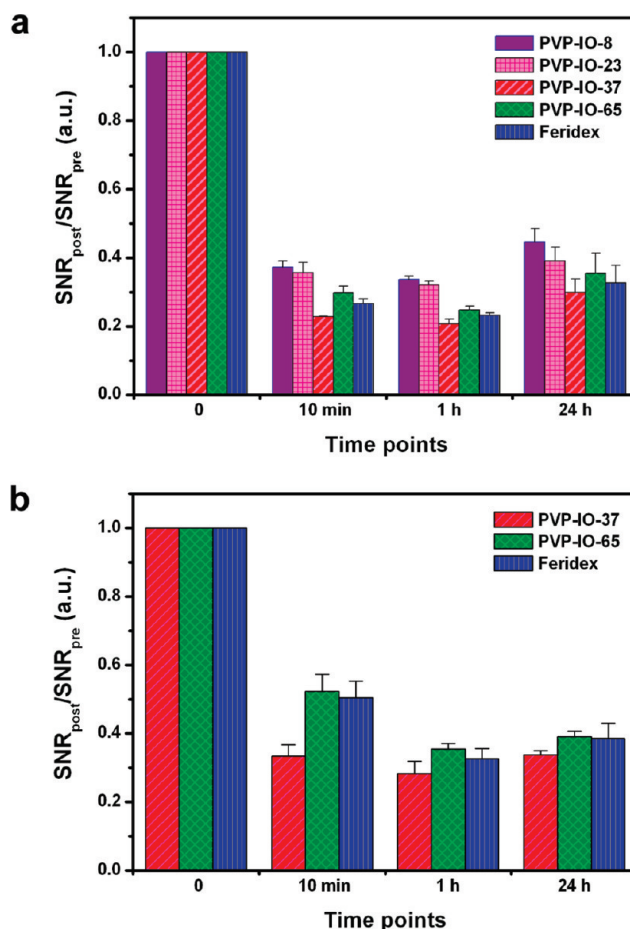 a
PVP-IO-8
PVP-IO-23
PVP-IO-37
PVP-IO-65
Feridex
SNRpost/SNRpre (a.u.)
1.0
0.8
0.6
0.4
0.2
0.0
0 10 min 1 h 24 h
Time points
b
PVP-IO-37
PVP-IO-65
Feridex
SNRpost/SNRpre (a.u.)
1.0
0.8
0.6
0.4
0.2
0.0
0 10 min 1 h 24 h
Time points